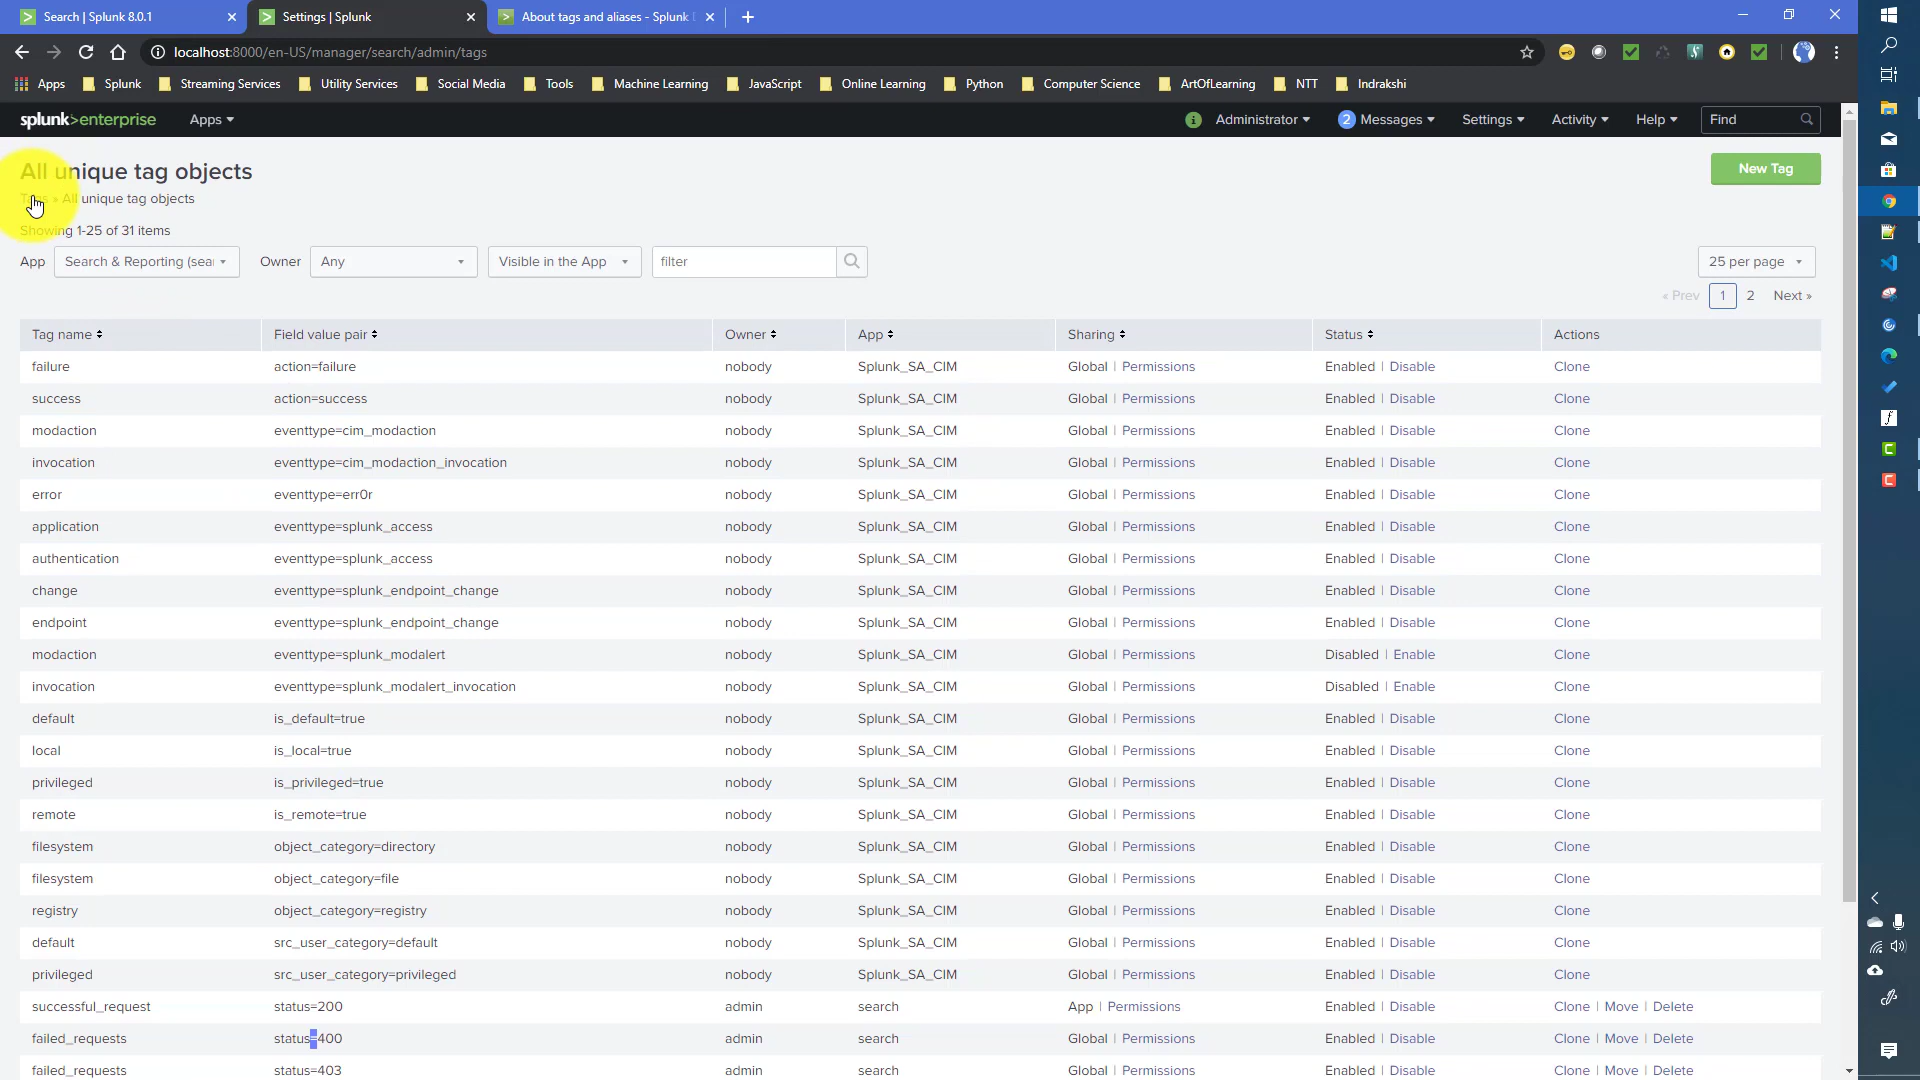 Search | Splunk 8.0.1
Settings | Splunk
About tags and aliases - Splunk
localhost:8000/en-US/manager/search/admin/tags
Apps Splunk Streaming Services Utility Services Social Media Tools Machine Learning JavaScript Online Learning Python Computer Science ArtOfLearning NTT Indrakshi
splunk>enterprise Apps Administrator 2 Messages Settings Activity Help Find
All unique tag objects
New Tag
Tags » All unique tag objects
Showing 1-25 of 31 items
App Search & Reporting (sea Owner Any Visible in the App filter 25 per page
« Prev 1 2 Next »
Tag name Field value pair Owner App Sharing Status Actions
failure action=failure nobody Splunk_SA_CIM Global | Permissions Enabled | Disable Clone
success action=success nobody Splunk_SA_CIM Global | Permissions Enabled | Disable Clone
modaction eventtype=cim_modaction nobody Splunk_SA_CIM Global | Permissions Enabled | Disable Clone
invocation eventtype=cim_modaction_invocation nobody Splunk_SA_CIM Global | Permissions Enabled | Disable Clone
error eventtype=err0r nobody Splunk_SA_CIM Global | Permissions Enabled | Disable Clone
application eventtype=splunk_access nobody Splunk_SA_CIM Global | Permissions Enabled | Disable Clone
authentication eventtype=splunk_access nobody Splunk_SA_CIM Global | Permissions Enabled | Disable Clone
change eventtype=splunk_endpoint_change nobody Splunk_SA_CIM Global | Permissions Enabled | Disable Clone
endpoint eventtype=splunk_endpoint_change nobody Splunk_SA_CIM Global | Permissions Enabled | Disable Clone
modaction eventtype=splunk_modalert nobody Splunk_SA_CIM Global | Permissions Disabled | Enable Clone
invocation eventtype=splunk_modalert_invocation nobody Splunk_SA_CIM Global | Permissions Disabled | Enable Clone
default is_default=true nobody Splunk_SA_CIM Global | Permissions Enabled | Disable Clone
local is_local=true nobody Splunk_SA_CIM Global | Permissions Enabled | Disable Clone
privileged is_privileged=true nobody Splunk_SA_CIM Global | Permissions Enabled | Disable Clone
remote is_remote=true nobody Splunk_SA_CIM Global | Permissions Enabled | Disable Clone
filesystem object_category=directory nobody Splunk_SA_CIM Global | Permissions Enabled | Disable Clone
filesystem object_category=file nobody Splunk_SA_CIM Global | Permissions Enabled | Disable Clone
registry object_category=registry nobody Splunk_SA_CIM Global | Permissions Enabled | Disable Clone
default src_user_category=default nobody Splunk_SA_CIM Global | Permissions Enabled | Disable Clone
privileged src_user_category=privileged nobody Splunk_SA_CIM Global | Permissions Enabled | Disable Clone
successful_request status=200 admin search App | Permissions Enabled | Disable Clone | Move | Delete
failed_requests status=400 admin search Global | Permissions Enabled | Disable Clone | Move | Delete
failed_requests status=403 admin search Global | Permissions Enabled | Disable Clone | Move | Delete